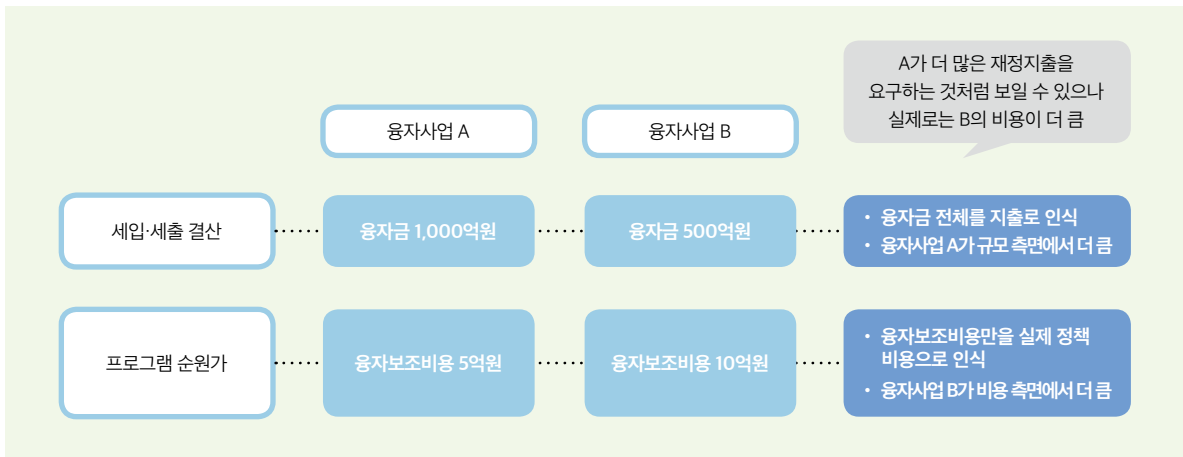 A가 더 많은 재정지출을
요구하는 것처럼 보일 수 있으나
실제로는 B의 비용이 더 큼
융자사업 A
융자사업 B
세입·세출 결산
융자금 1,000억원
융자금 500억원
• 융자금 전체를 지출로 인식
• 융자사업 A가 규모 측면에서 더 큼
프로그램 순원가
융자보조비용 5억원
융자보조비용 10억원
• 융자보조비용만을 실제 정책
비용으로 인식
• 융자사업 B가 비용 측면에서 더 큼